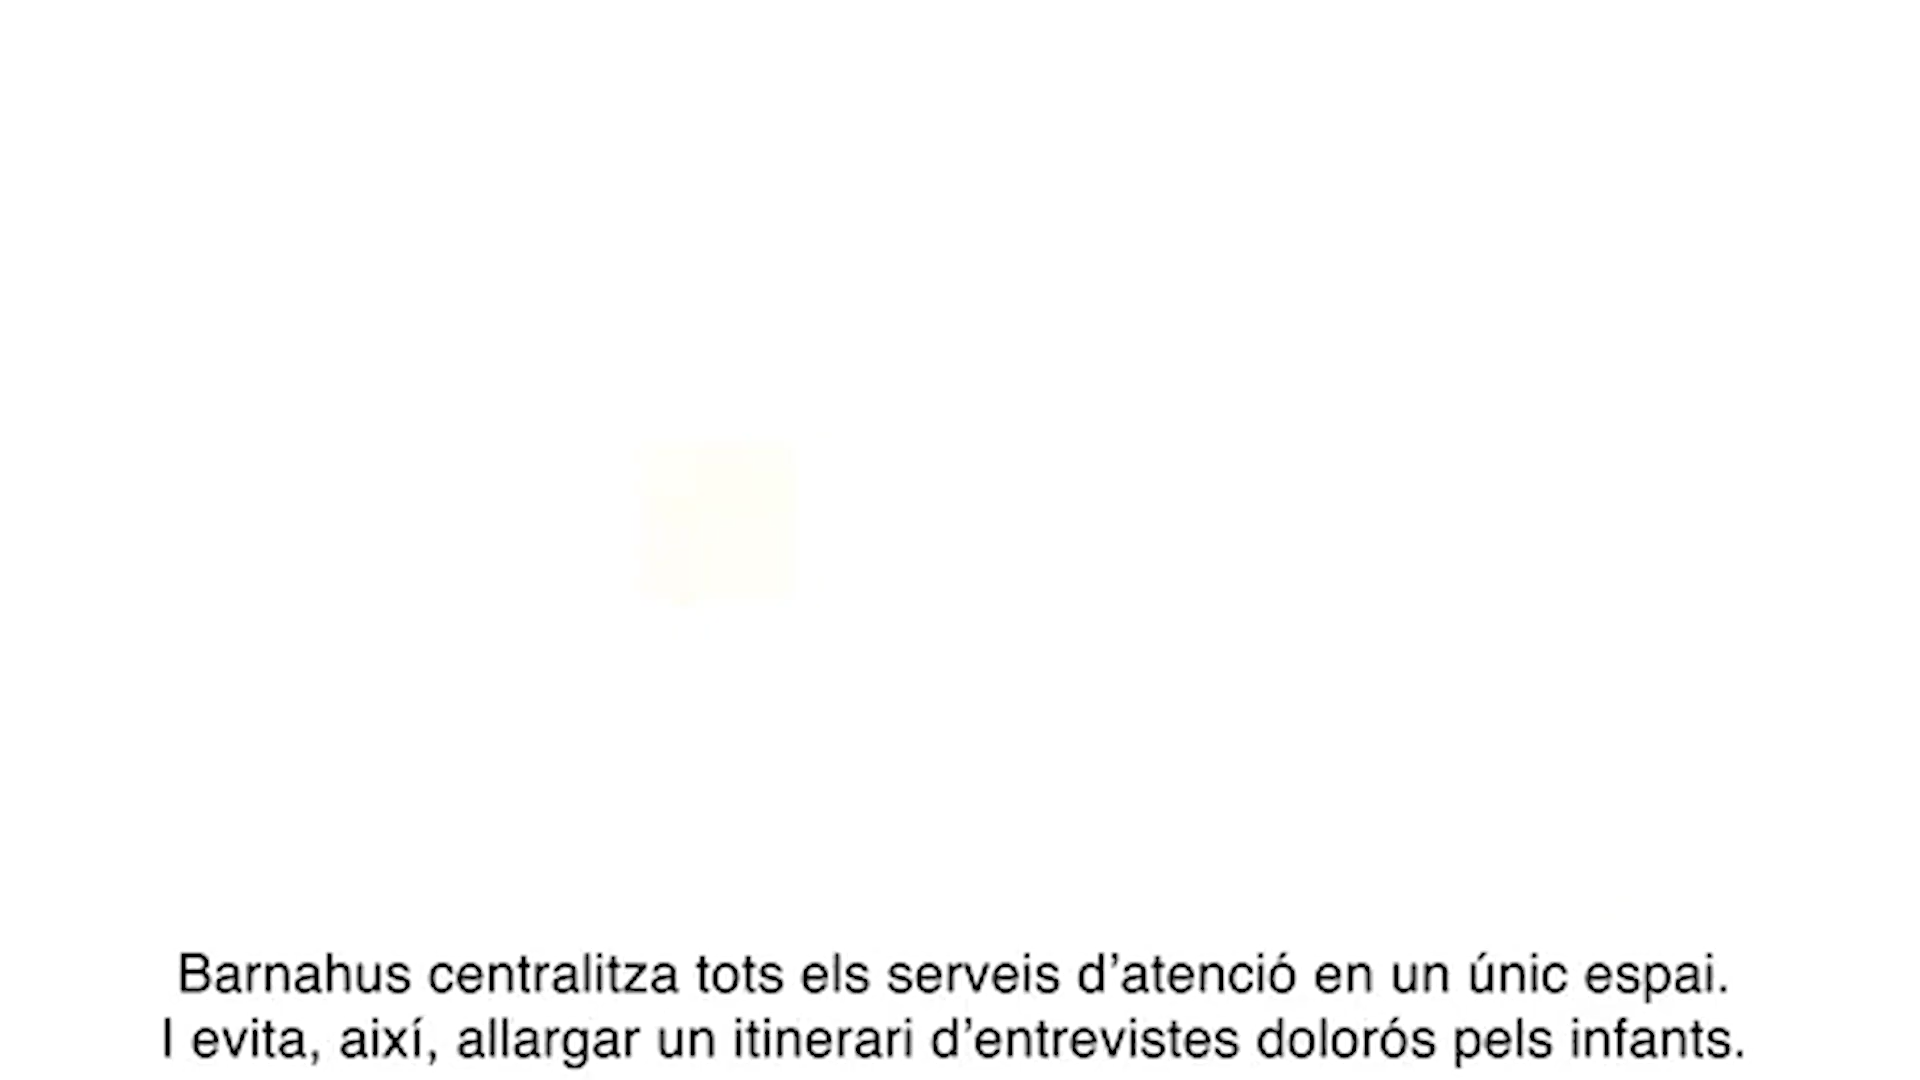 Barnahus centralitza tots els serveis d’atenció en un únic espai.
I evita, així, allargar un itinerari d’entrevistes dolorós pels infants.